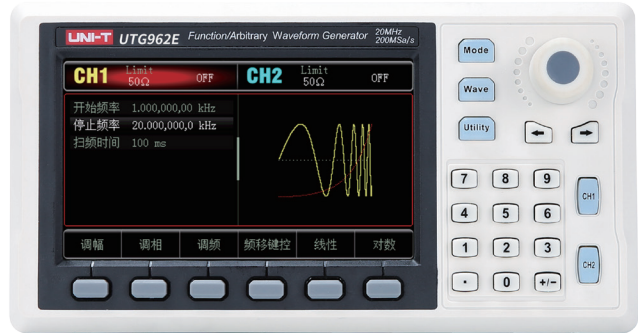 UNI-T UTG962E Function/Arbitrary Waveform Generator 20MHz 200MSa/s
CH1 Limit 50Ω OFF CH2 Limit 50Ω OFF
开始频率 1.000,000,00 kHz
停止频率 20.000,000,0 kHz
扫频时间 100 ms
调幅 调相 调频 频移键控 线性 对数
Mode
Wave
Utility
7 8 9
CH1
4 5 6
1 2 3
CH2
. 0 +/-